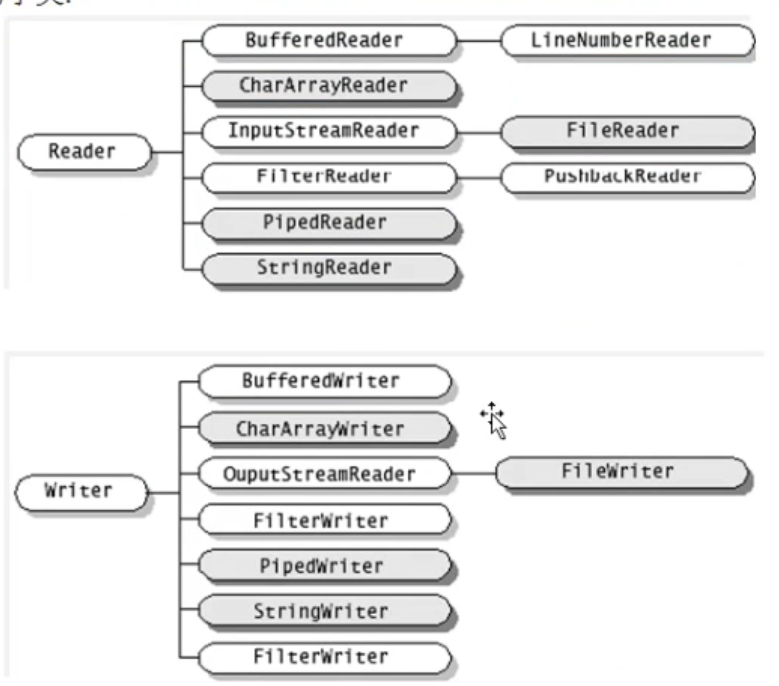 BufferedReader LineNumberReader
CharArrayReader
InputStreamReader FileReader
Reader
FilterReader PushbackReader
PipedReader
StringReader
BufferedWriter
CharArrayWriter
OuputStreamReader FileWriter
Writer
FilterWriter
PipedWriter
StringWriter
FilterWriter